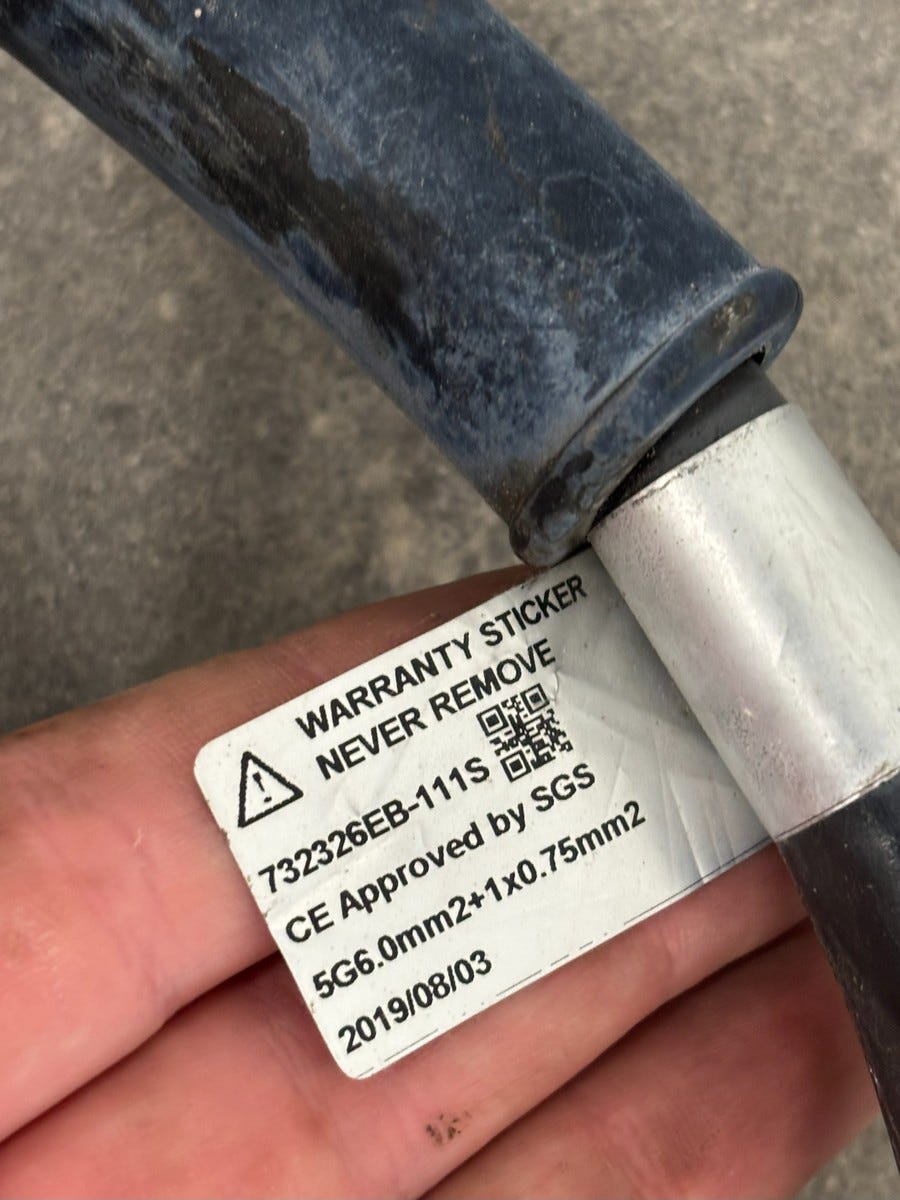 WARRANTY STICKER
NEVER REMOVE
732326EB-111S
CE Approved by SGS
5G6.0mm2+1x0.75mm2
2019/08/03